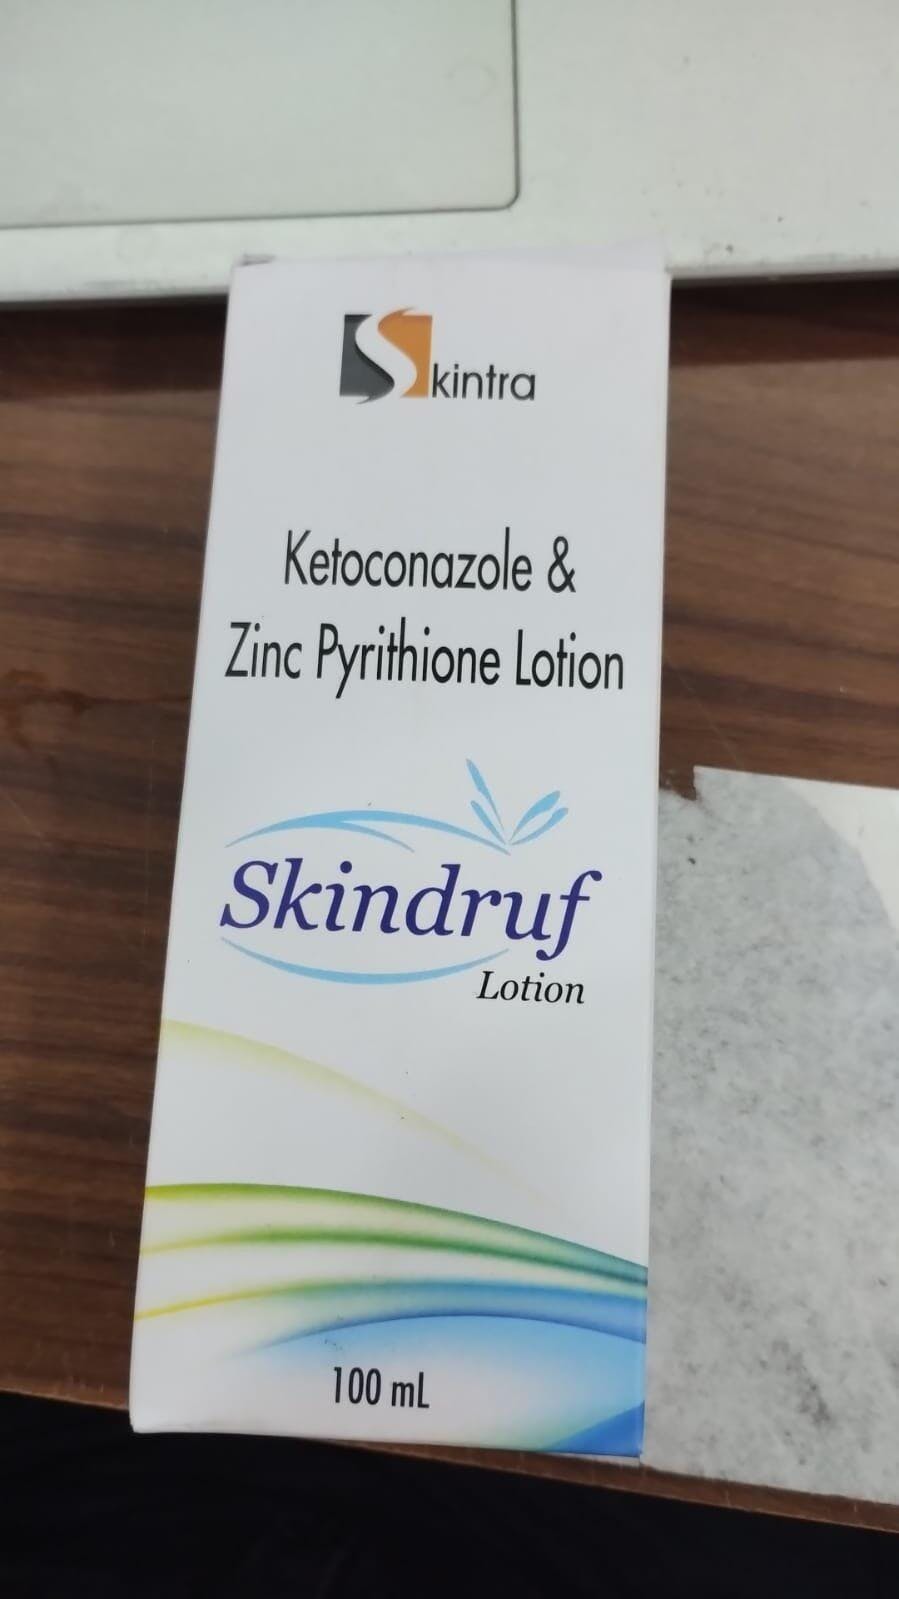 Skintra
Ketoconazole &
Zinc Pyrithione Lotion
Skindruf
Lotion
100 mL